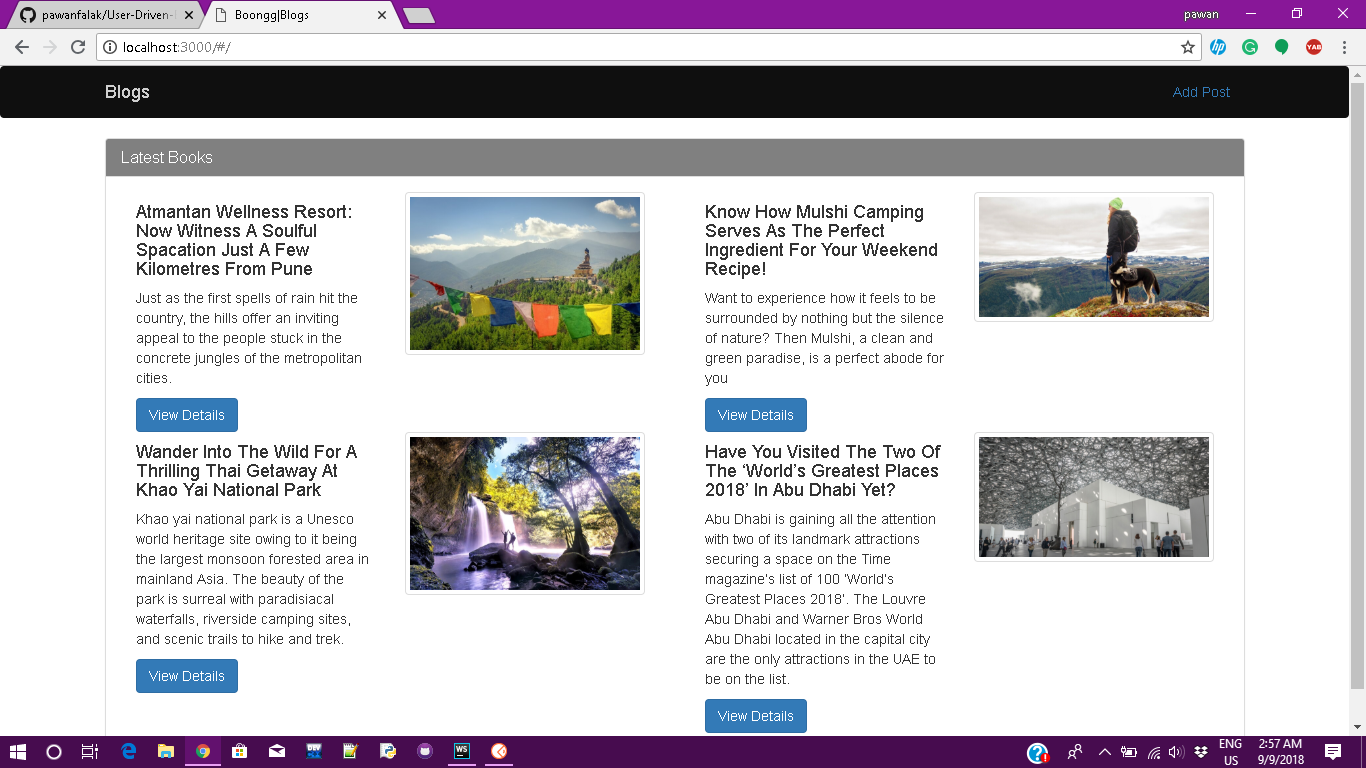 pawanfalak/User-Driven-
Boongg|Blogs
pawan
localhost:3000/#/
YAB
Blogs
Add Post
Latest Books
Atmantan Wellness Resort:
Now Witness A Soulful
Spacation Just A Few
Kilometres From Pune
Just as the first spells of rain hit the
country, the hills offer an inviting
appeal to the people stuck in the
concrete jungles of the metropolitan
cities.
View Details
Know How Mulshi Camping
Serves As The Perfect
Ingredient For Your Weekend
Recipe!
Want to experience how it feels to be
surrounded by nothing but the silence
of nature? Then Mulshi, a clean and
green paradise, is a perfect abode for
you
View Details
Wander Into The Wild For A
Thrilling Thai Getaway At
Khao Yai National Park
Khao yai national park is a Unesco
world heritage site owing to it being
the largest monsoon forested area in
mainland Asia. The beauty of the
park is surreal with paradisiacal
waterfalls, riverside camping sites,
and scenic trails to hike and trek.
View Details
Have You Visited The Two Of
The ‘World’s Greatest Places
2018’ In Abu Dhabi Yet?
Abu Dhabi is gaining all the attention
with two of its landmark attractions
securing a space on the Time
magazine's list of 100 'World's
Greatest Places 2018'. The Louvre
Abu Dhabi and Warner Bros World
Abu Dhabi located in the capital city
are the only attractions in the UAE to
be on the list.
View Details
WS
ENG
US
2:57 AM
9/9/2018